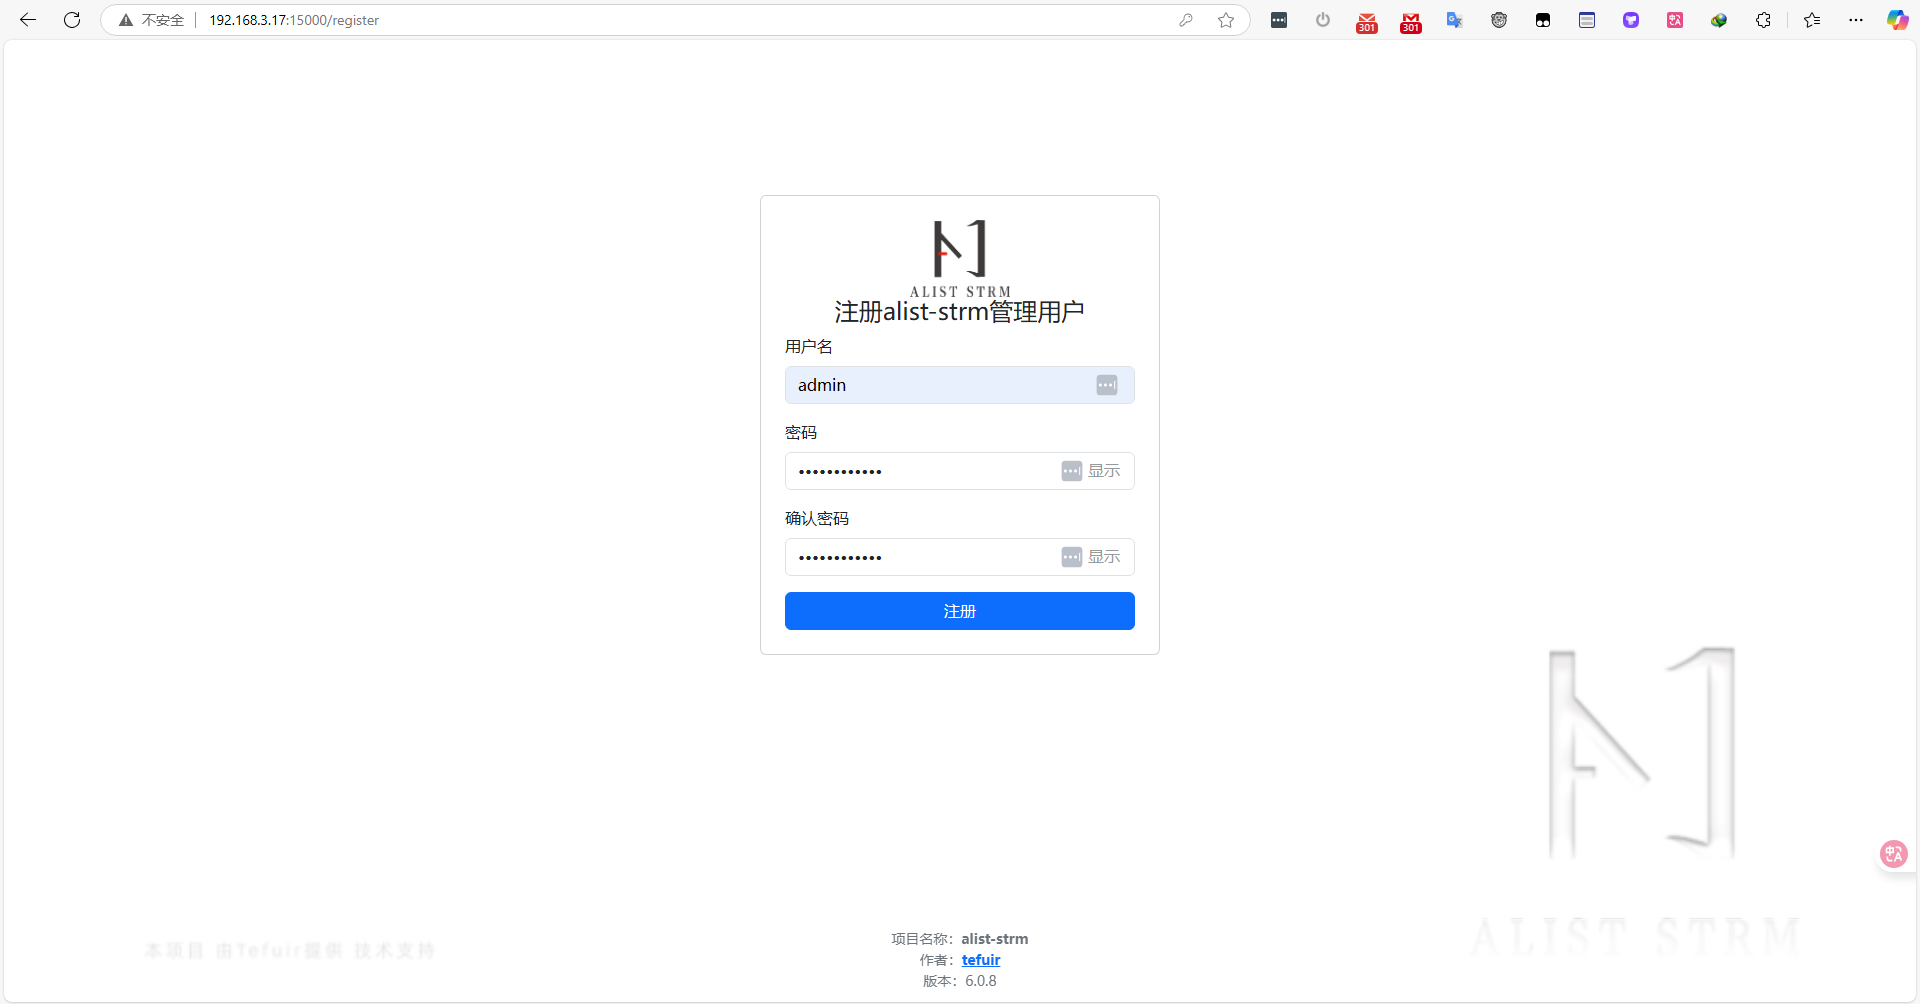 不安全
192.168.3.17:15000/register
301
301
ALIST STRM
注册alist-strm管理用户
用户名
admin
密码
••••••••••••
显示
确认密码
••••••••••••
显示
注册
ALIST STRM
本项目 由Tefuir提供 技术支持
项目名称：alist-strm
作者：tefuir
版本：6.0.8